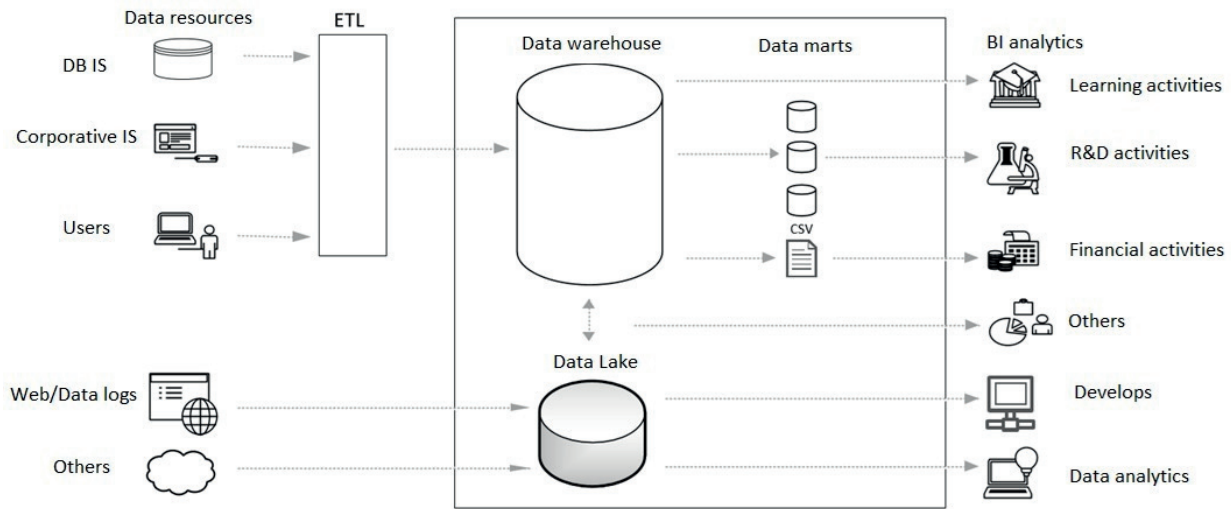 Data resources
ETL
Data warehouse
Data marts
BI analytics
DB IS
Learning activities
Corporative IS
R&D activities
Users
CSV
Financial activities
Others
Data Lake
Web/Data logs
Develops
Others
Data analytics